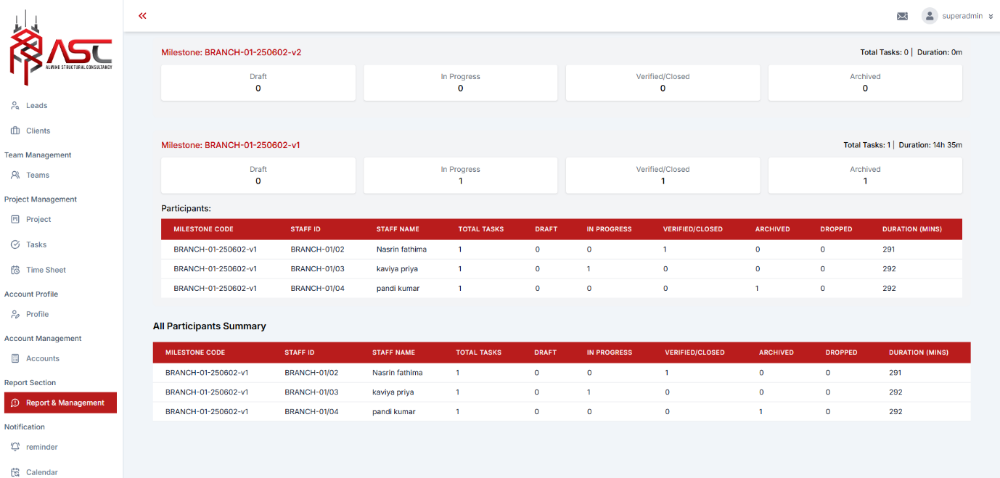 superadmin
ASC
ALMINO STRUCTURAL CONSULTANCY
Leads
Clients
Team Management
Teams
Project Management
Project
Tasks
Time Sheet
Account Profile
Profile
Account Management
Accounts
Report Section
Report & Management
Notification
reminder
Calendar
Milestone: BRANCH-01-250602-v2 Total Tasks: 0 | Duration: 0m
Draft In Progress Verified/Closed Archived
0 0 0 0
Milestone: BRANCH-01-250602-v1 Total Tasks: 1 | Duration: 14h 35m
Draft In Progress Verified/Closed Archived
0 1 1 1
Participants:
MILESTONE CODE STAFF ID STAFF NAME TOTAL TASKS DRAFT IN PROGRESS VERIFIED/CLOSED ARCHIVED DROPPED DURATION (MINS)
BRANCH-01-250602-v1 BRANCH-01/02 Nasrin fathima 1 0 0 1 0 0 291
BRANCH-01-250602-v1 BRANCH-01/03 kaviya priya 1 0 1 0 0 0 292
BRANCH-01-250602-v1 BRANCH-01/04 pandi kumar 1 0 0 0 1 0 292
All Participants Summary
MILESTONE CODE STAFF ID STAFF NAME TOTAL TASKS DRAFT IN PROGRESS VERIFIED/CLOSED ARCHIVED DROPPED DURATION (MINS)
BRANCH-01-250602-v1 BRANCH-01/02 Nasrin fathima 1 0 0 1 0 0 291
BRANCH-01-250602-v1 BRANCH-01/03 kaviya priya 1 0 1 0 0 0 292
BRANCH-01-250602-v1 BRANCH-01/04 pandi kumar 1 0 0 0 1 0 292